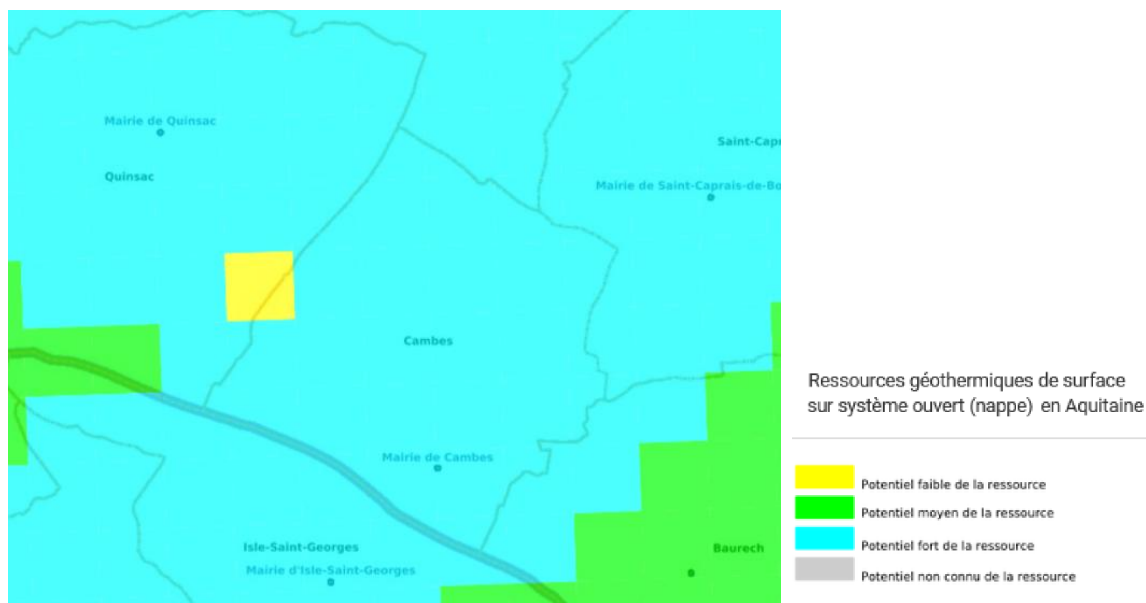 Mairie de Quinsac
Quinsac
Saint-Capr
Mairie de Saint-Caprais-de-Bo
Cambes
Mairie de Cambes
Isle-Saint-Georges
Mairie d'Isle-Saint-Georges
Baurech
Ressources géothermiques de surface
sur système ouvert (nappe) en Aquitaine
Potentiel faible de la ressource
Potentiel moyen de la ressource
Potentiel fort de la ressource
Potentiel non connu de la ressource